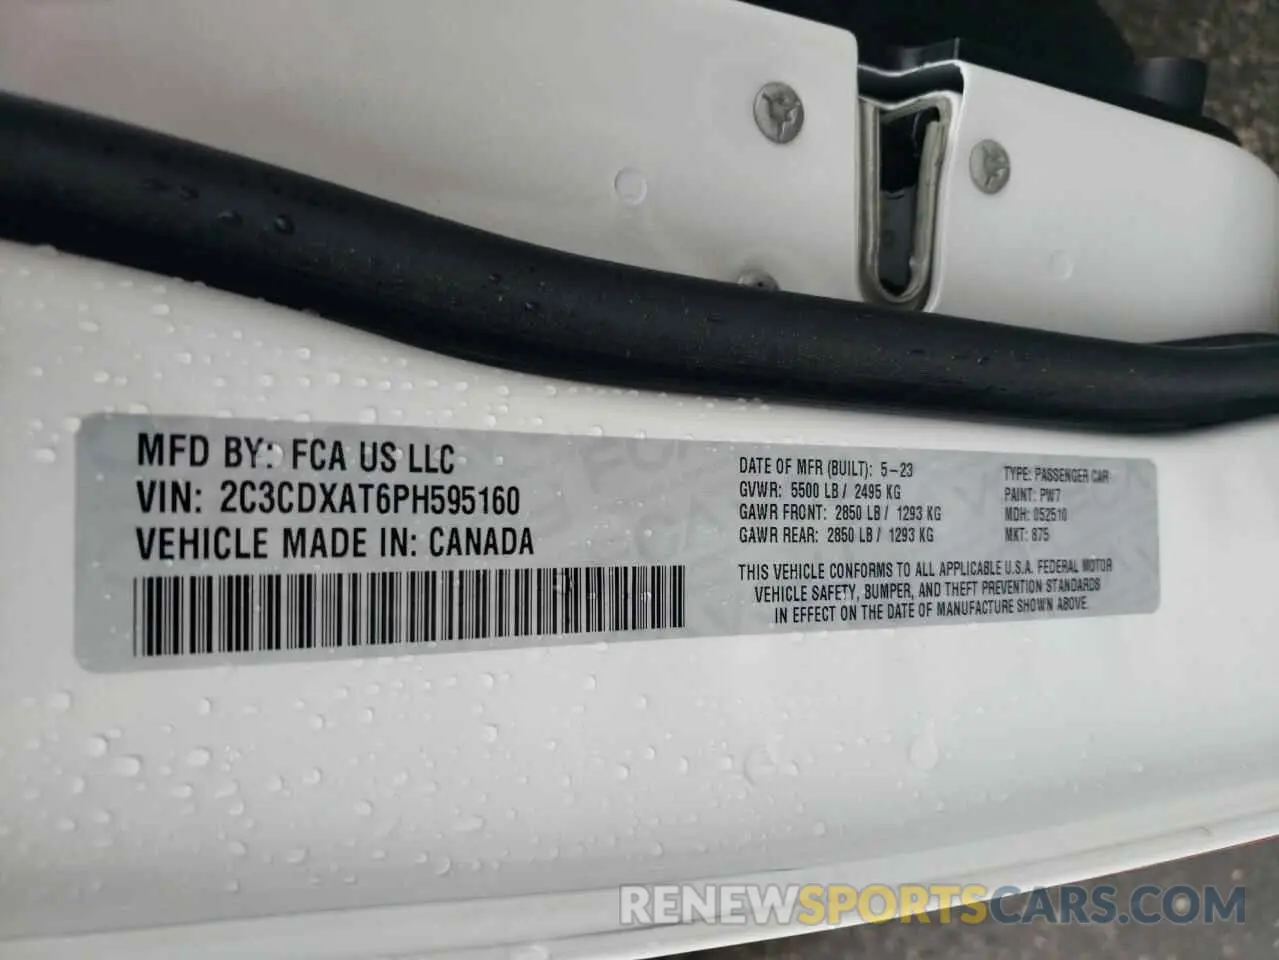 MFD BY: FCA US LLC
VIN: 2C3CDXAT6PH595160
VEHICLE MADE IN: CANADA
DATE OF MFR (BUILT): 5-23
GVWR: 5500 LB / 2495 KG
GAWR FRONT: 2850 LB / 1293 KG
GAWR REAR: 2850 LB / 1293 KG
TYPE: PASSENGER CAR
PAINT: PW7
MDH: 052510
MKT: 875
THIS VEHICLE CONFORMS TO ALL APPLICABLE U.S.A. FEDERAL MOTOR
VEHICLE SAFETY, BUMPER, AND THEFT PREVENTION STANDARDS
IN EFFECT ON THE DATE OF MANUFACTURE SHOWN ABOVE.
RENEWSPORTSCARS.COM